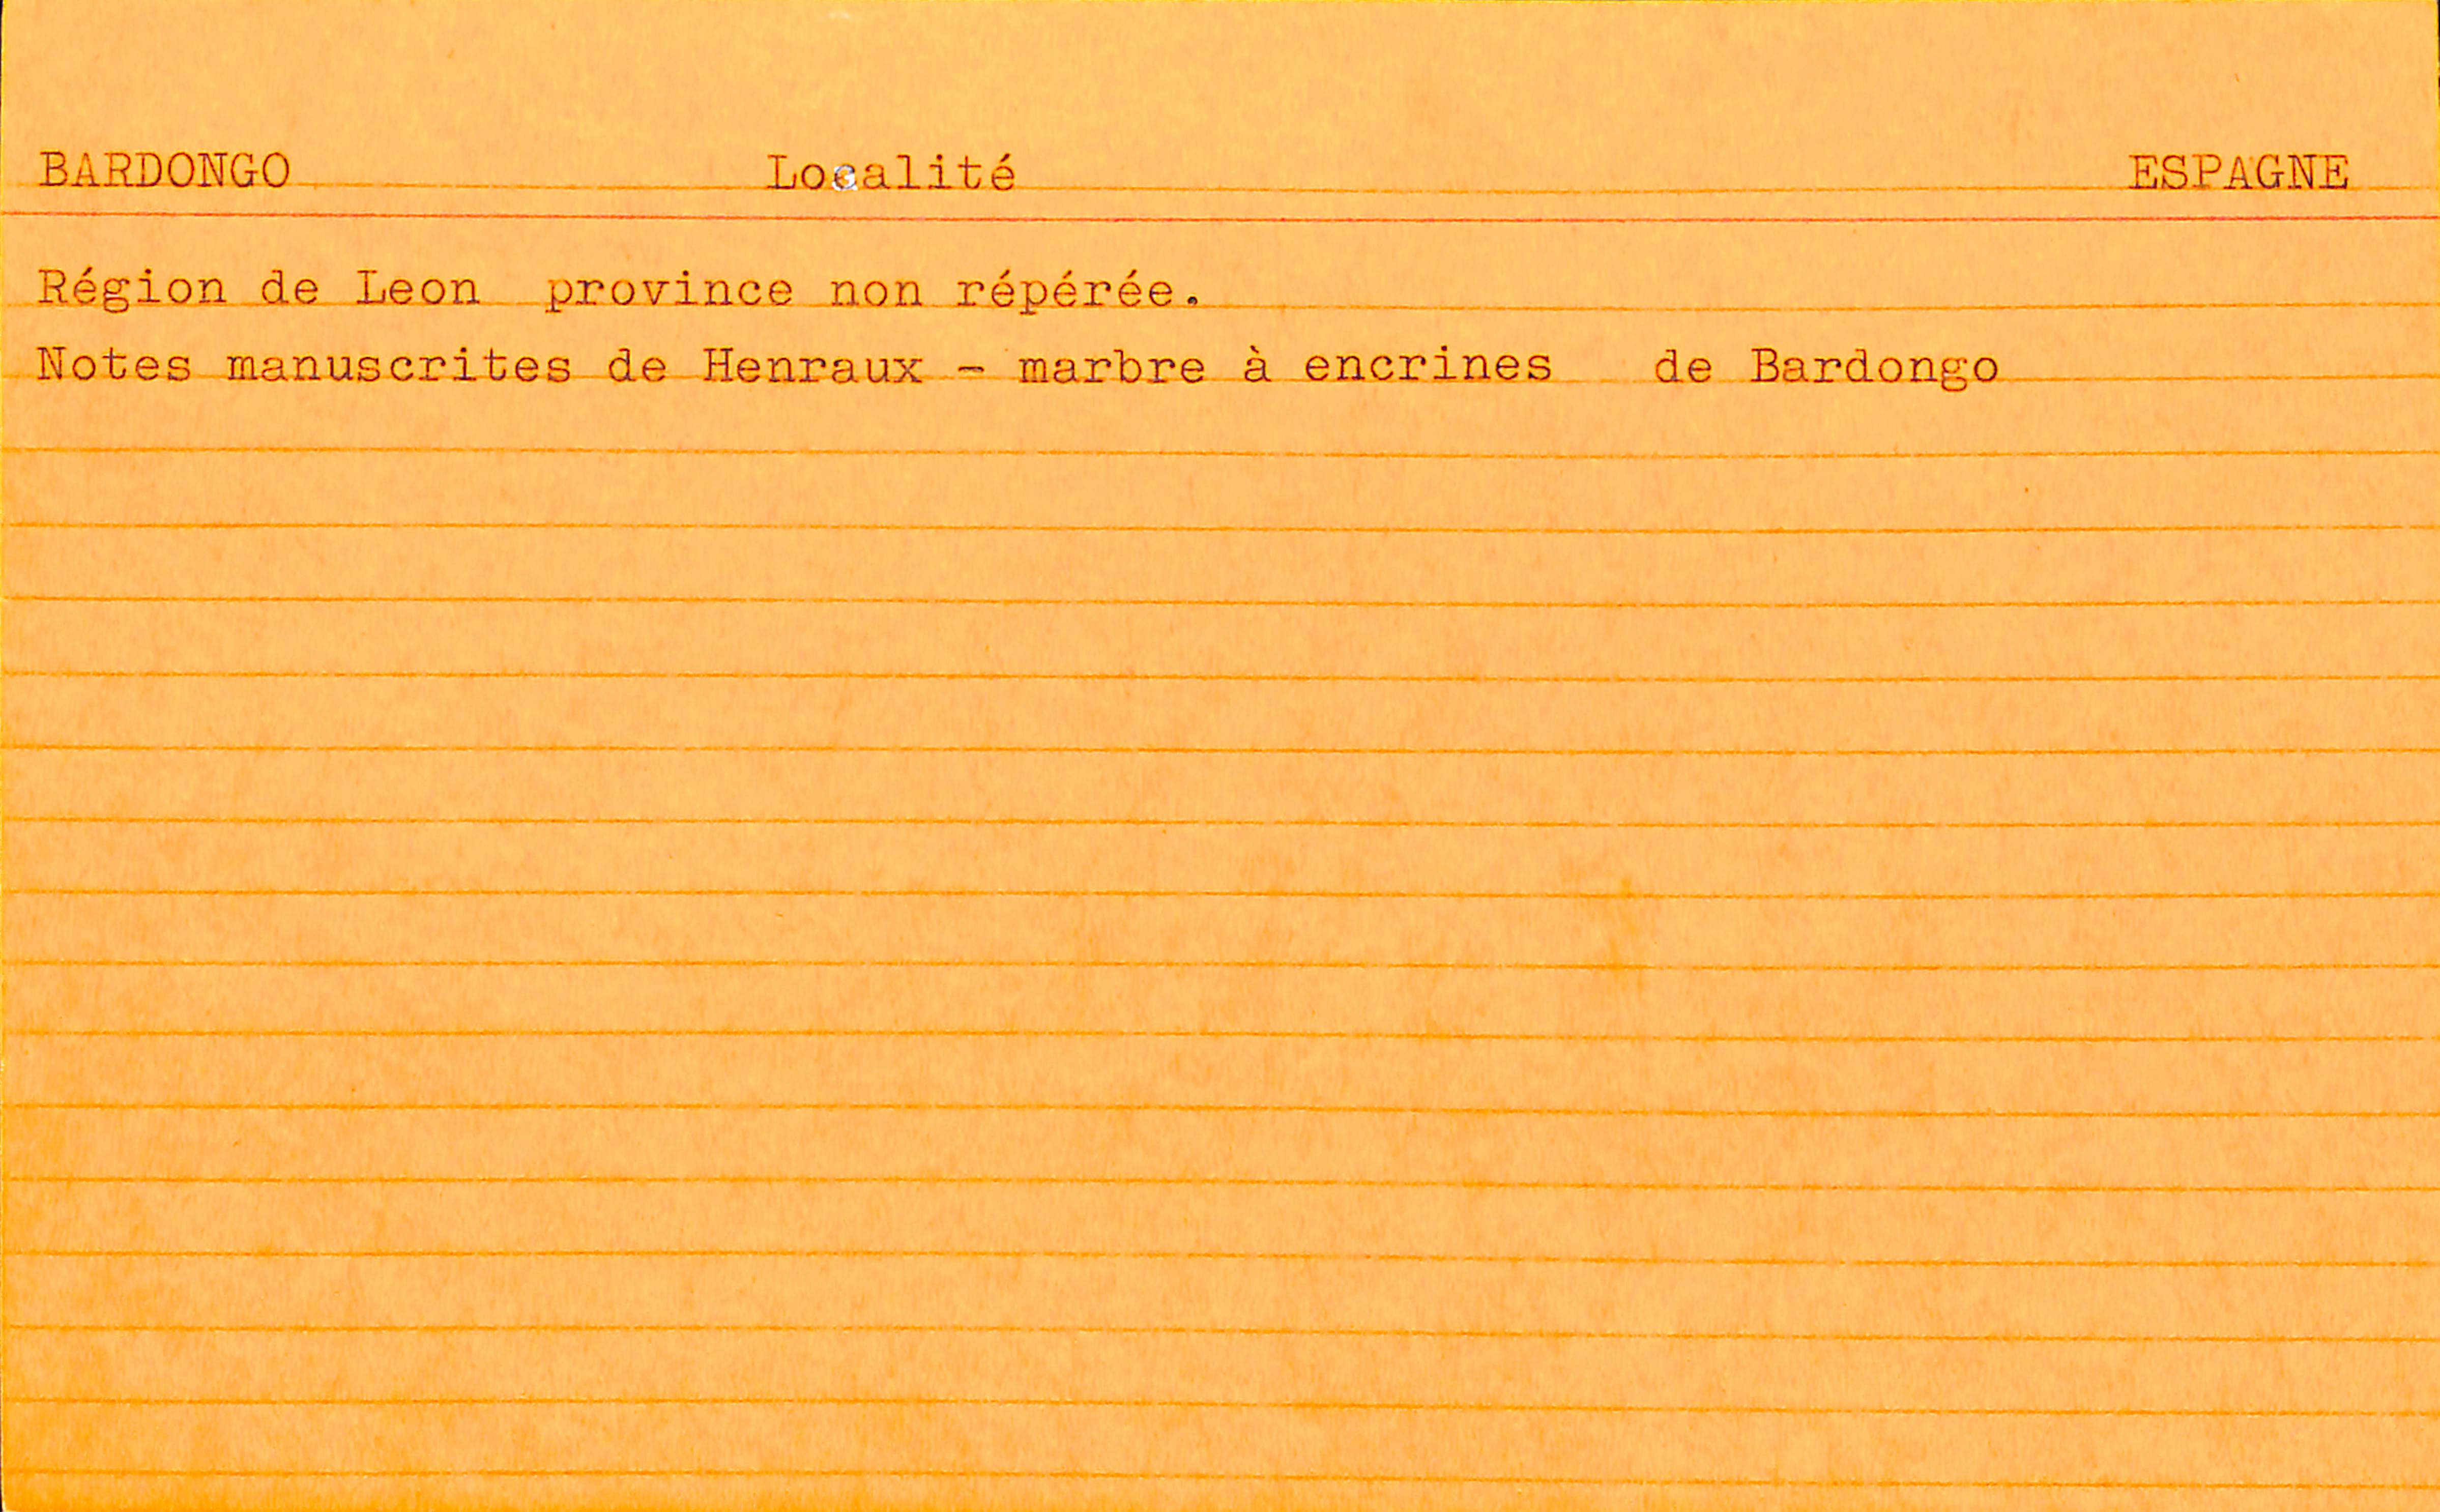 BARDONGO Localité ESPAGNE
Région de Leon province non répérée.
Notes manuscrites de Henraux - marbre à encrines de Bardongo